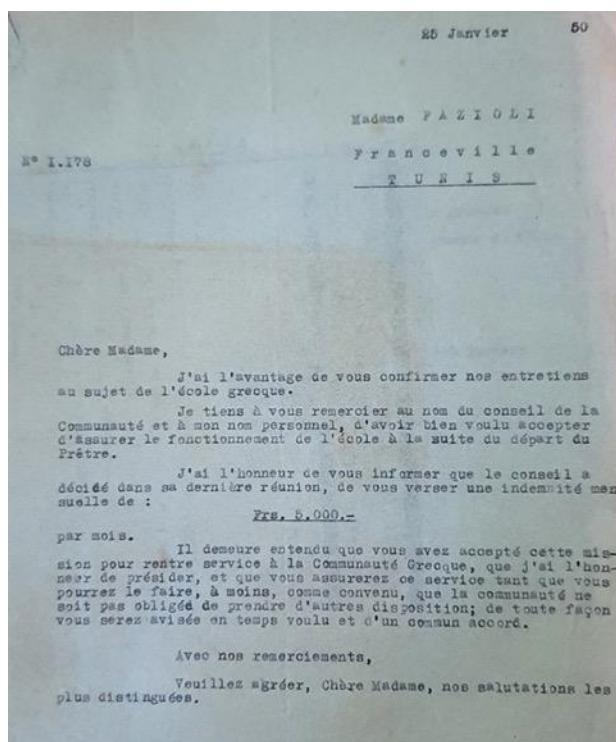 25 Janvier 50
Madame F A Z I O L I
N° I.178
F r a n c e v i l l e
T U N I S
Chère Madame,
J'ai l'avantage de vous confirmer nos entretiens
au sujet de l'école grecque.
Je tiens à vous remercier au nom du conseil de la
Communauté et à mon nom personnel, d'avoir bien voulu accepter
d'assurer le fonctionnement de l'école à la suite du départ du
Prêtre.
J'ai l'honneur de vous informer que le conseil a
décidé dans sa dernière réunion, de vous verser une indemnité men
suelle de :
Frs. 5.000.-
par mois.
Il demeure entendu que vous avez accepté cette mis-
sion pour rentre service à la Communauté Grecque, que j'ai l'hon-
neur de présider, et que vous assurerez ce service tant que vous
pourrez le faire, à moins, comme convenu, que la communauté ne
soit pas obligée de prendre d'autres disposition; de toute façon
vous serez avisée en temps voulu et d'un commun accord.
Avec nos remerciements,
Veuillez agréer, Chère Madame, nos salutations les
plus distinguées.